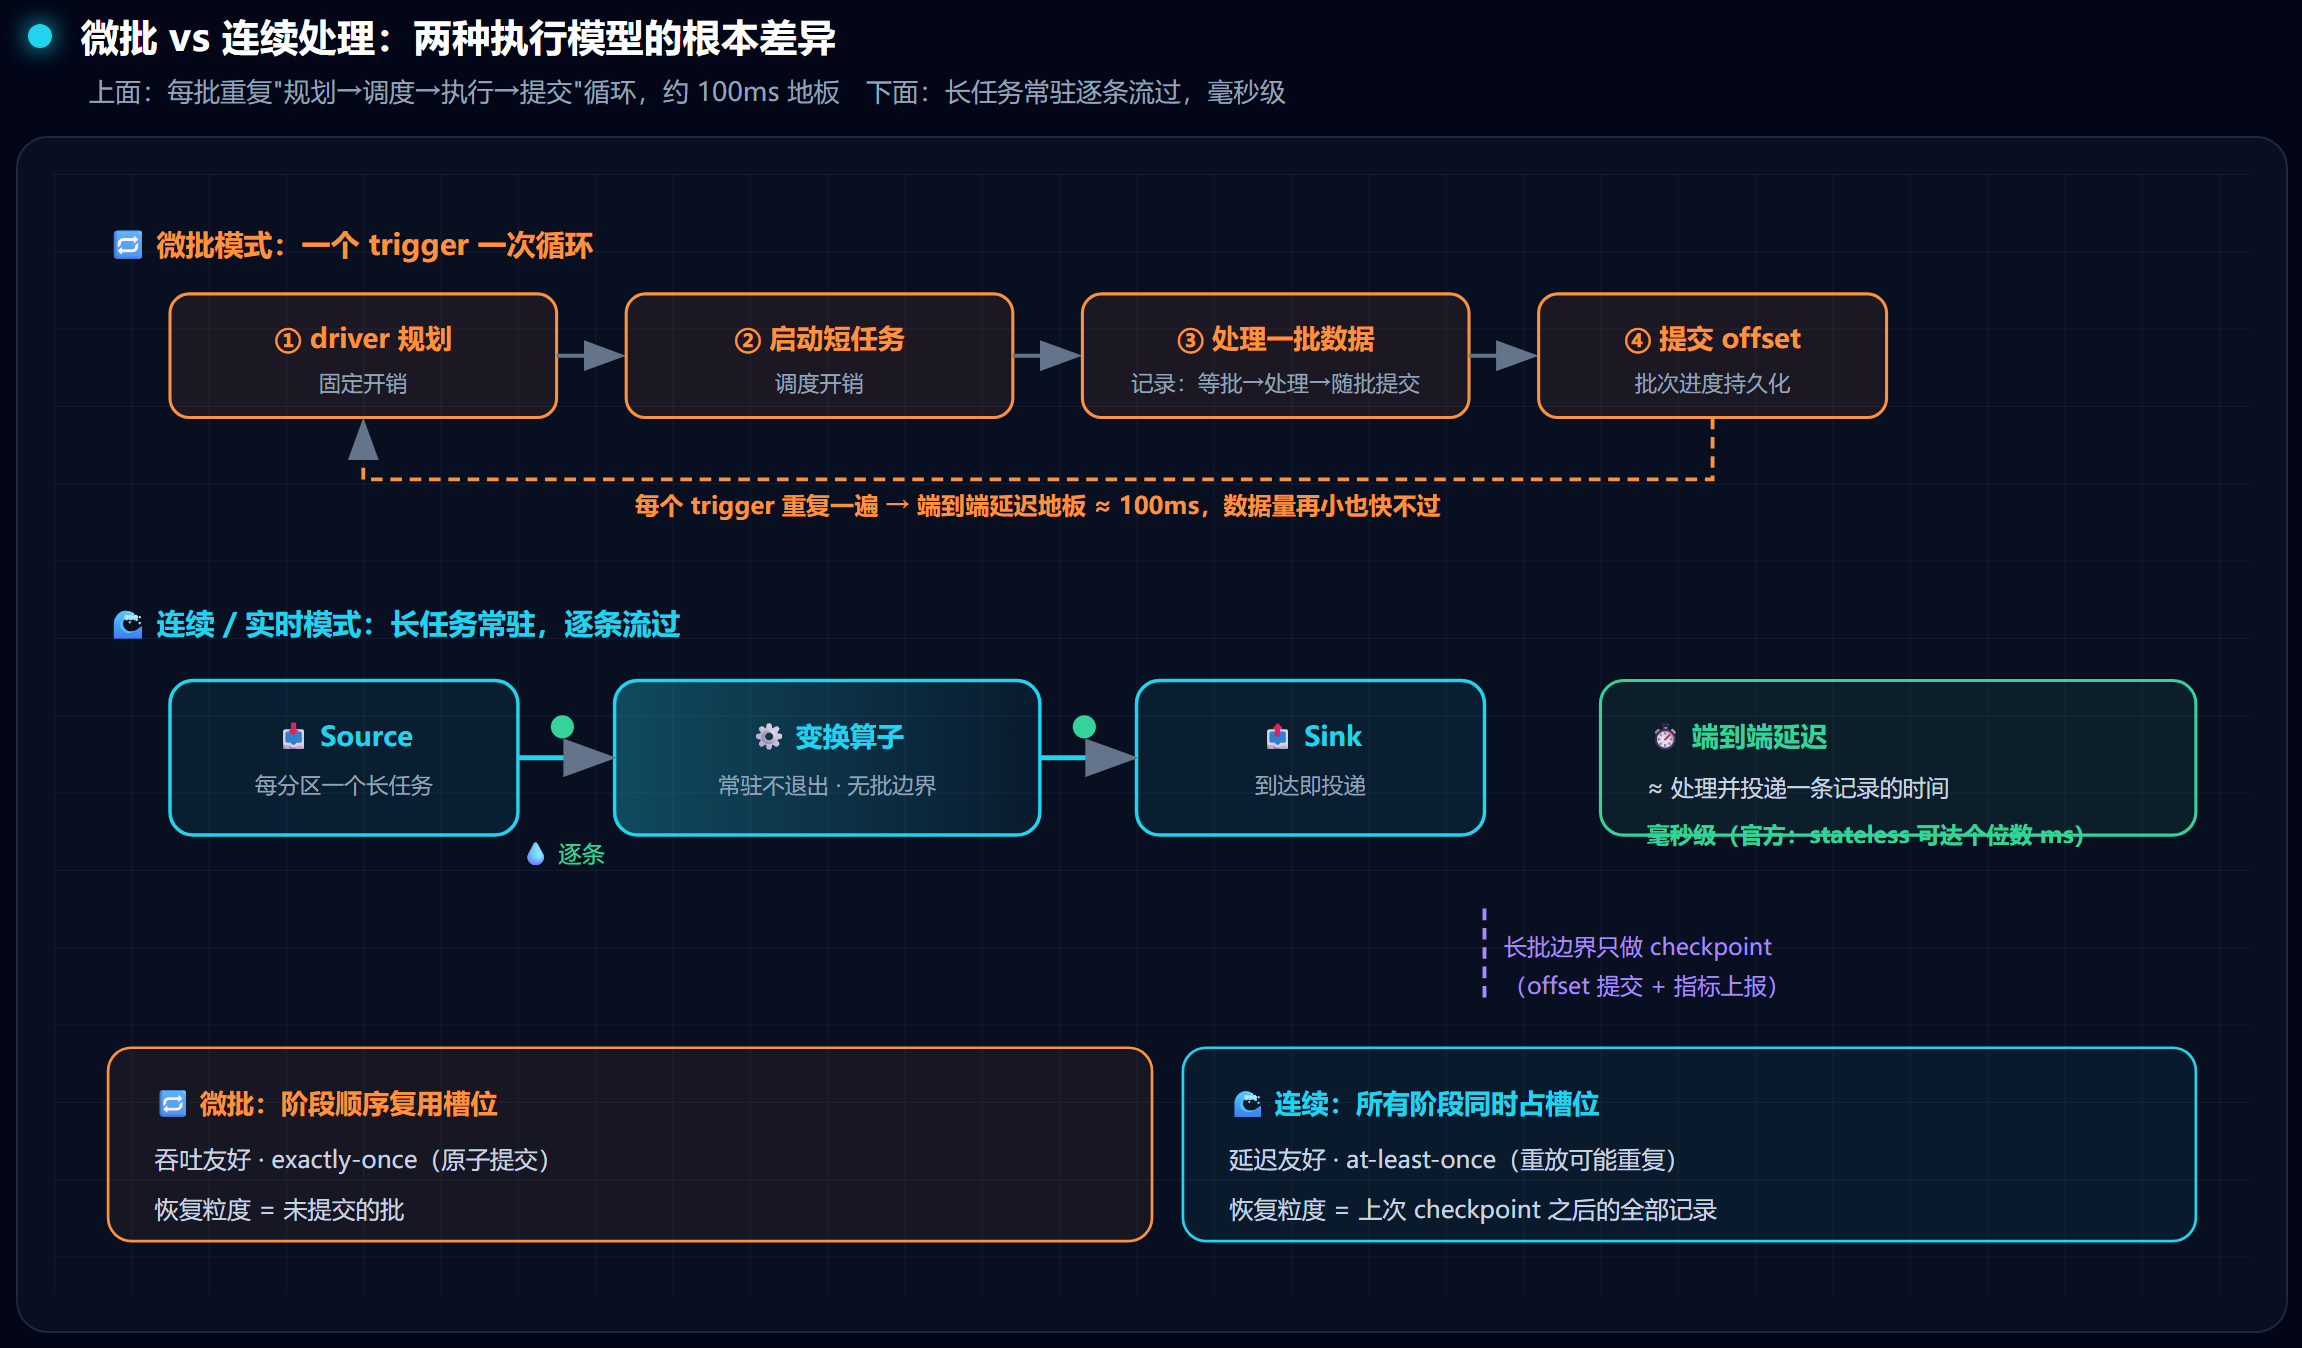 微批 vs 连续处理：两种执行模型的根本差异
上面：每批重复"规划→调度→执行→提交"循环，约 100ms 地板 下面：长任务常驻逐条流过，毫秒级
微批模式：一个 trigger 一次循环
① driver 规划
固定开销
② 启动短任务
调度开销
③ 处理一批数据
记录：等批→处理→随批提交
④ 提交 offset
批次进度持久化
每个 trigger 重复一遍 → 端到端延迟地板 ≈ 100ms，数据量再小也快不过
连续 / 实时模式：长任务常驻，逐条流过
Source
每分区一个长任务
变换算子
常驻不退出 · 无批边界
Sink
到达即投递
端到端延迟
≈ 处理并投递一条记录的时间
毫秒级（官方：stateless 可达个位数 ms）
逐条
长批边界只做 checkpoint
（offset 提交 + 指标上报）
微批：阶段顺序复用槽位
吞吐友好 · exactly-once（原子提交）
恢复粒度 = 未提交的批
连续：所有阶段同时占槽位
延迟友好 · at-least-once（重放可能重复）
恢复粒度 = 上次 checkpoint 之后的全部记录